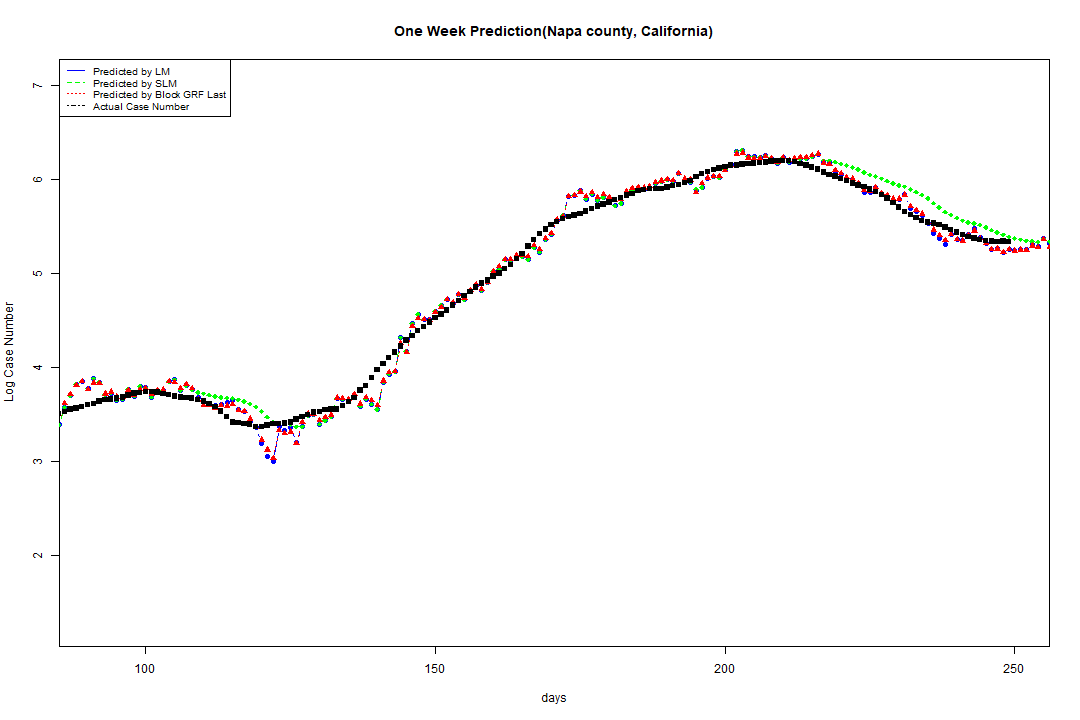 One Week Prediction(Napa county, California)
Predicted by LM
Predicted by SLM
Predicted by Block GRF Last
Actual Case Number
7
6
5
4
3
2
Log Case Number
100 150 200 250
days